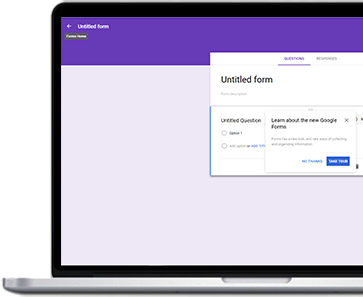 Untitled form
Forms Home
QUESTIONS RESPONSES
Untitled form
Form description
Untitled Question
Option 1
Add option or ADD
Learn about the new Google
Forms
Forms has a new look, and new ways of collecting
and organizing information.
NO THANKS TAKE TOUR